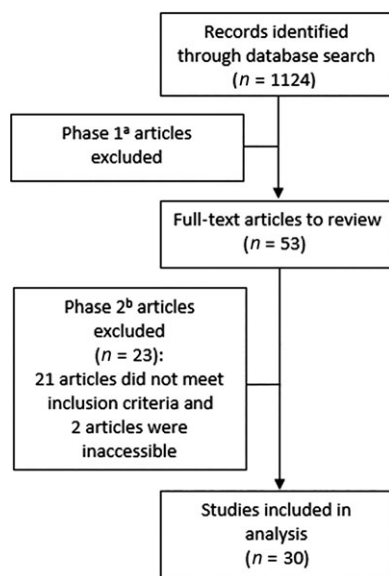 Records identified
through database search
(n = 1124)
Phase 1ª articles
excluded
Full-text articles to review
(n = 53)
Phase 2ᵇ articles
excluded
(n = 23):
21 articles did not meet
inclusion criteria and
2 articles were
inaccessible
Studies included in
analysis
(n = 30)